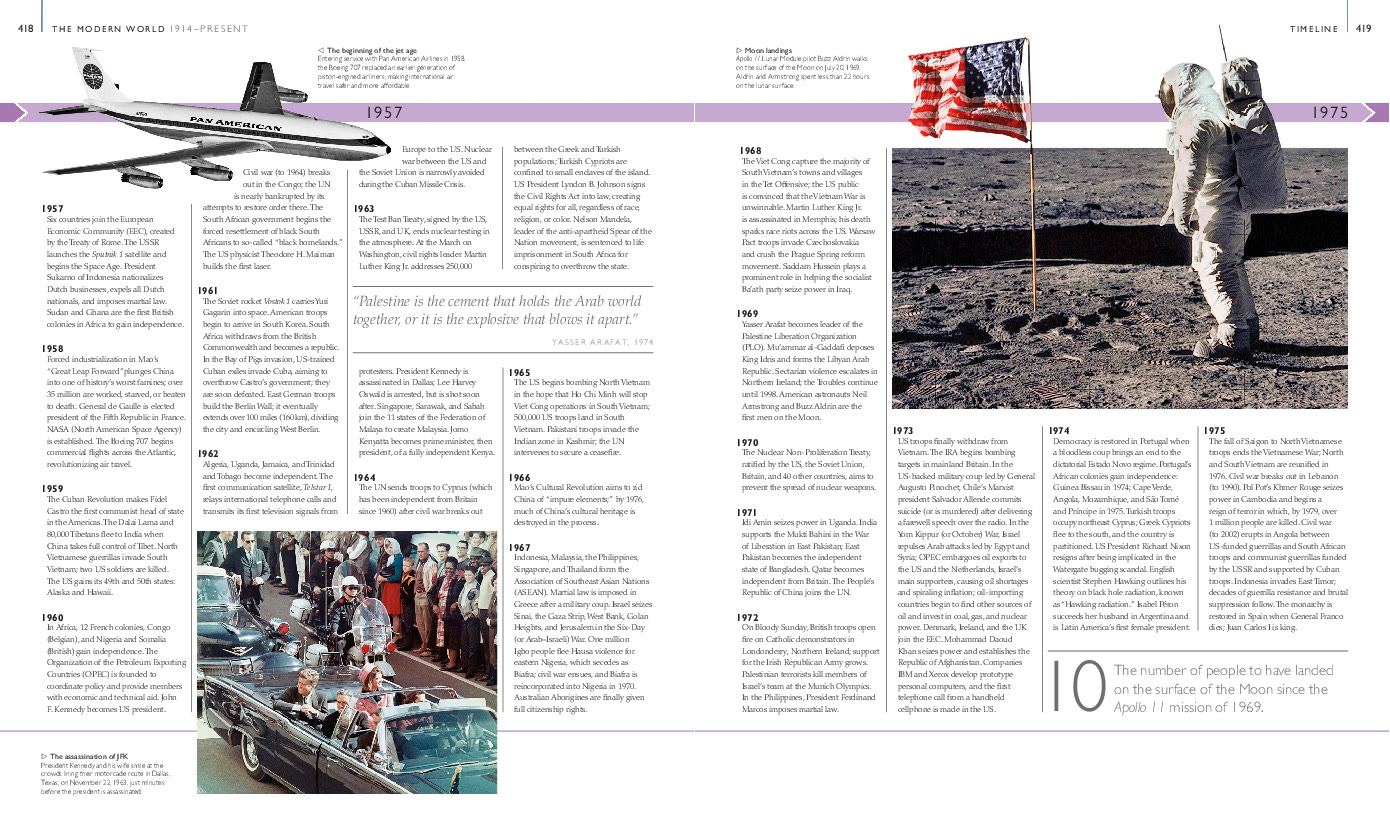 418 THE MODERN WORLD 1914–PRESENT
◁ The beginning of the jet age
Entering service with Pan American Airlines in 1958,
the Boeing 707 replaced an earlier generation of
piston-engined airliners, making international air
travel safer and more affordable.
PAN AM
PAN AMERICAN
1957
1957
Six countries join the European
Economic Community (EEC), created
by the Treaty of Rome. The USSR
launches the Sputnik 1 satellite and
begins the Space Age. President
Sukarno of Indonesia nationalizes
Dutch businesses, expels all Dutch
nationals, and imposes martial law.
Sudan and Ghana are the first British
colonies in Africa to gain independence.
1958
Forced industrialization in Mao's
“Great Leap Forward” plunges China
into one of history's worst famines; over
35 million are worked, starved, or beaten
to death. General de Gaulle is elected
president of the Fifth Republic in France.
NASA (North American Space Agency)
is established. The Boeing 707 begins
commercial flights across the Atlantic,
revolutionizing air travel.
1959
The Cuban Revolution makes Fidel
Castro the first communist head of state
in the Americas. The Dalai Lama and
80,000 Tibetans flee to India when
China takes full control of Tibet. North
Vietnamese guerrillas invade South
Vietnam; two US soldiers are killed.
The US gains its 49th and 50th states:
Alaska and Hawaii.
1960
In Africa, 12 French colonies, Congo
(Belgian), and Nigeria and Somalia
(British) gain independence. The
Organization of the Petroleum Exporting
Countries (OPEC) is founded to
coordinate policy and provide members
with economic and technical aid. John
F. Kennedy becomes US president.
Civil war (to 1964) breaks
out in the Congo; the UN
is nearly bankrupted by its
attempts to restore order there. The
South African government begins the
forced resettlement of black South
Africans to so-called “black homelands.”
The US physicist Theodore H. Maiman
builds the first laser.
1961
The Soviet rocket Vostok 1 carries Yuri
Gagarin into space. American troops
begin to arrive in South Korea. South
Africa withdraws from the British
Commonwealth and becomes a republic.
In the Bay of Pigs invasion, US-trained
Cuban exiles invade Cuba, aiming to
overthrow Castro's government; they
are soon defeated. East German troops
build the Berlin Wall; it eventually
extends over 100 miles (160km), dividing
the city and encircling West Berlin.
1962
Algeria, Uganda, Jamaica, and Trinidad
and Tobago become independent. The
first communication satellite, Telstar 1,
relays international telephone calls and
transmits its first television signals from
Europe to the US. Nuclear
war between the US and
the Soviet Union is narrowly avoided
during the Cuban Missile Crisis.
1963
The Test Ban Treaty, signed by the US,
USSR, and UK, ends nuclear testing in
the atmosphere. At the March on
Washington, civil rights leader Martin
Luther King Jr. addresses 250,000
“Palestine is the cement that holds the Arab world
together, or it is the explosive that blows it apart.”
YASSER ARAFAT, 1974
protesters. President Kennedy is
assassinated in Dallas; Lee Harvey
Oswald is arrested, but is shot soon
after. Singapore, Sarawak, and Sabah
join the 11 states of the Federation of
Malaya to create Malaysia. Jomo
Kenyatta becomes prime minister, then
president, of a fully independent Kenya.
1964
The UN sends troops to Cyprus (which
has been independent from Britain
since 1960) after civil war breaks out
between the Greek and Turkish
populations; Turkish Cypriots are
confined to small enclaves of the island.
US President Lyndon B. Johnson signs
the Civil Rights Act into law, creating
equal rights for all, regardless of race,
religion, or color. Nelson Mandela,
leader of the anti-apartheid Spear of the
Nation movement, is sentenced to life
imprisonment in South Africa for
conspiring to overthrow the state.
1965
The US begins bombing North Vietnam
in the hope that Ho Chi Minh will stop
Viet Cong operations in South Vietnam;
500,000 US troops land in South
Vietnam. Pakistani troops invade the
Indian zone in Kashmir; the UN
intervenes to secure a ceasefire.
1966
Mao's Cultural Revolution aims to rid
China of “impure elements;” by 1976,
much of China's cultural heritage is
destroyed in the process.
1967
Indonesia, Malaysia, the Philippines,
Singapore, and Thailand form the
Association of Southeast Asian Nations
(ASEAN). Martial law is imposed in
Greece after a military coup. Israel seizes
Sinai, the Gaza Strip, West Bank, Golan
Heights, and Jerusalem in the Six-Day
(or Arab–Israeli) War. One million
Igbo people flee Hausa violence for
eastern Nigeria, which secedes as
Biafra; civil war ensues, and Biafra is
reincorporated into Nigeria in 1970.
Australian Aborigines are finally given
full citizenship rights.
▷ The assassination of JFK
President Kennedy and his wife smile at the
crowds lining their motorcade route in Dallas,
Texas, on November 22, 1963, just minutes
before the president is assassinated.
TIMELINE 419
▷ Moon landings
Apollo 11 Lunar Module pilot Buzz Aldrin walks
on the surface of the Moon on July 20, 1969.
Aldrin and Armstrong spent less than 22 hours
on the lunar surface.
1975
1968
The Viet Cong capture the majority of
South Vietnam's towns and villages
in the Tet Offensive; the US public
is convinced that the Vietnam War is
unwinnable. Martin Luther King Jr.
is assassinated in Memphis; his death
sparks race riots across the US. Warsaw
Pact troops invade Czechoslovakia
and crush the Prague Spring reform
movement. Saddam Hussein plays a
prominent role in helping the socialist
Ba'ath party seize power in Iraq.
1969
Yasser Arafat becomes leader of the
Palestine Liberation Organization
(PLO). Mu'ammar al-Gaddafi deposes
King Idris and forms the Libyan Arab
Republic. Sectarian violence escalates in
Northern Ireland; the Troubles continue
until 1998. American astronauts Neil
Armstrong and Buzz Aldrin are the
first men on the Moon.
1970
The Nuclear Non-Proliferation Treaty,
ratified by the US, the Soviet Union,
Britain, and 40 other countries, aims to
prevent the spread of nuclear weapons.
1971
Idi Amin seizes power in Uganda. India
supports the Mukti Bahini in the War
of Liberation in East Pakistan; East
Pakistan becomes the independent
state of Bangladesh. Qatar becomes
independent from Britain. The People's
Republic of China joins the UN.
1972
On Bloody Sunday, British troops open
fire on Catholic demonstrators in
Londonderry, Northern Ireland; support
for the Irish Republican Army grows.
Palestinian terrorists kill members of
Israel's team at the Munich Olympics.
In the Philippines, President Ferdinand
Marcos imposes martial law.
1973
US troops finally withdraw from
Vietnam. The IRA begins bombing
targets in mainland Britain. In the
US-backed military coup led by General
Augusto Pinochet, Chile's Marxist
president Salvador Allende commits
suicide (or is murdered) after delivering
a farewell speech over the radio. In the
Yom Kippur (or October) War, Israel
repulses Arab attacks led by Egypt and
Syria; OPEC embargoes oil exports to
the US and the Netherlands, Israel's
main supporters, causing oil shortages
and spiraling inflation; oil-importing
countries begin to find other sources of
oil and invest in coal, gas, and nuclear
power. Denmark, Ireland, and the UK
join the EEC. Mohammad Daoud
Khan seizes power and establishes the
Republic of Afghanistan. Companies
IBM and Xerox develop prototype
personal computers, and the first
telephone call from a handheld
cellphone is made in the US.
1974
Democracy is restored in Portugal when
a bloodless coup brings an end to the
dictatorial Estado Novo regime. Portugal's
African colonies gain independence:
Guinea Bissau in 1974; Cape Verde,
Angola, Mozambique, and São Tomé
and Príncipe in 1975. Turkish troops
occupy northeast Cyprus; Greek Cypriots
flee to the south, and the country is
partitioned. US President Richard Nixon
resigns after being implicated in the
Watergate bugging scandal. English
scientist Stephen Hawking outlines his
theory on black hole radiation, known
as “Hawking radiation.” Isabel Péron
succeeds her husband in Argentina and
is Latin America's first female president.
1975
The fall of Saigon to North Vietnamese
troops ends the Vietnamese War; North
and South Vietnam are reunified in
1976. Civil war breaks out in Lebanon
(to 1990). Pol Pot's Khmer Rouge seizes
power in Cambodia and begins a
reign of terror in which, by 1979, over
1 million people are killed. Civil war
(to 2002) erupts in Angola between
US-funded guerrillas and South African
troops and communist guerrillas funded
by the USSR and supported by Cuban
troops. Indonesia invades East Timor;
decades of guerrilla resistance and brutal
suppression follow. The monarchy is
restored in Spain when General Franco
dies; Juan Carlos I is king.
10 The number of people to have landed
on the surface of the Moon since the
Apollo 11 mission of 1969.